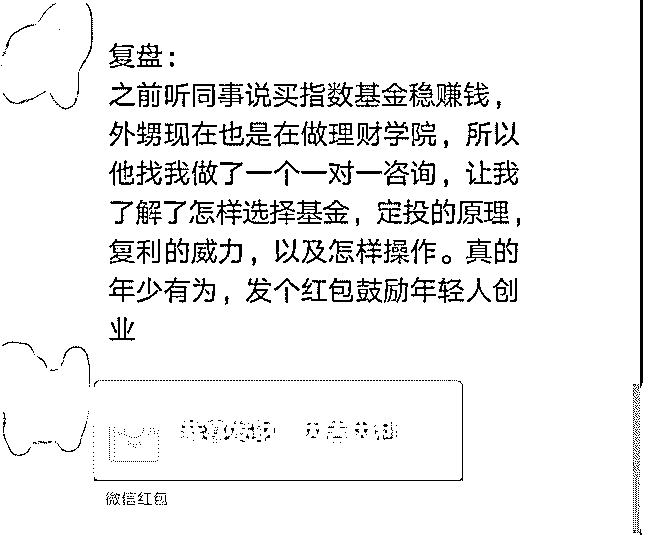 复盘：
之前听同事说买指数基金稳赚钱，
外甥现在也是在做理财学院，所以
他找我做了一个一对一咨询，让我
了解了怎样选择基金，定投的原理，
复利的威力，以及怎样操作。真的
年少有为，发个红包鼓励年轻人创
业
微信红包